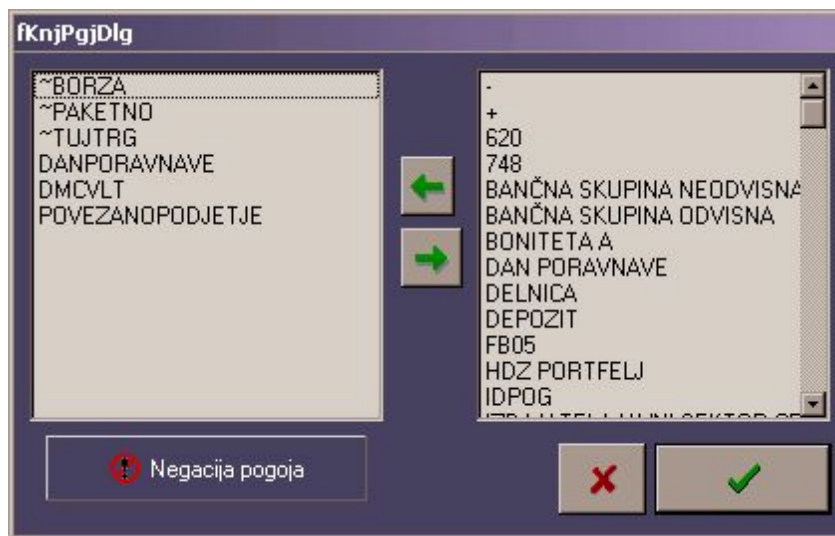 fKnjPgjDlg
~BORZA
~PAKETNO
~TUJTRG
DANPORAVNAVE
DMCVLT
POVEZANOPODJETJE
-
+
620
748
BANČNA SKUPINA NEODVISNA
BANČNA SKUPINA ODVISNA
BONITETA A
DAN PORAVNAVE
DELNICA
DEPOZIT
FB05
HDZ PORTFELJ
IDPOG
Negacija pogoja